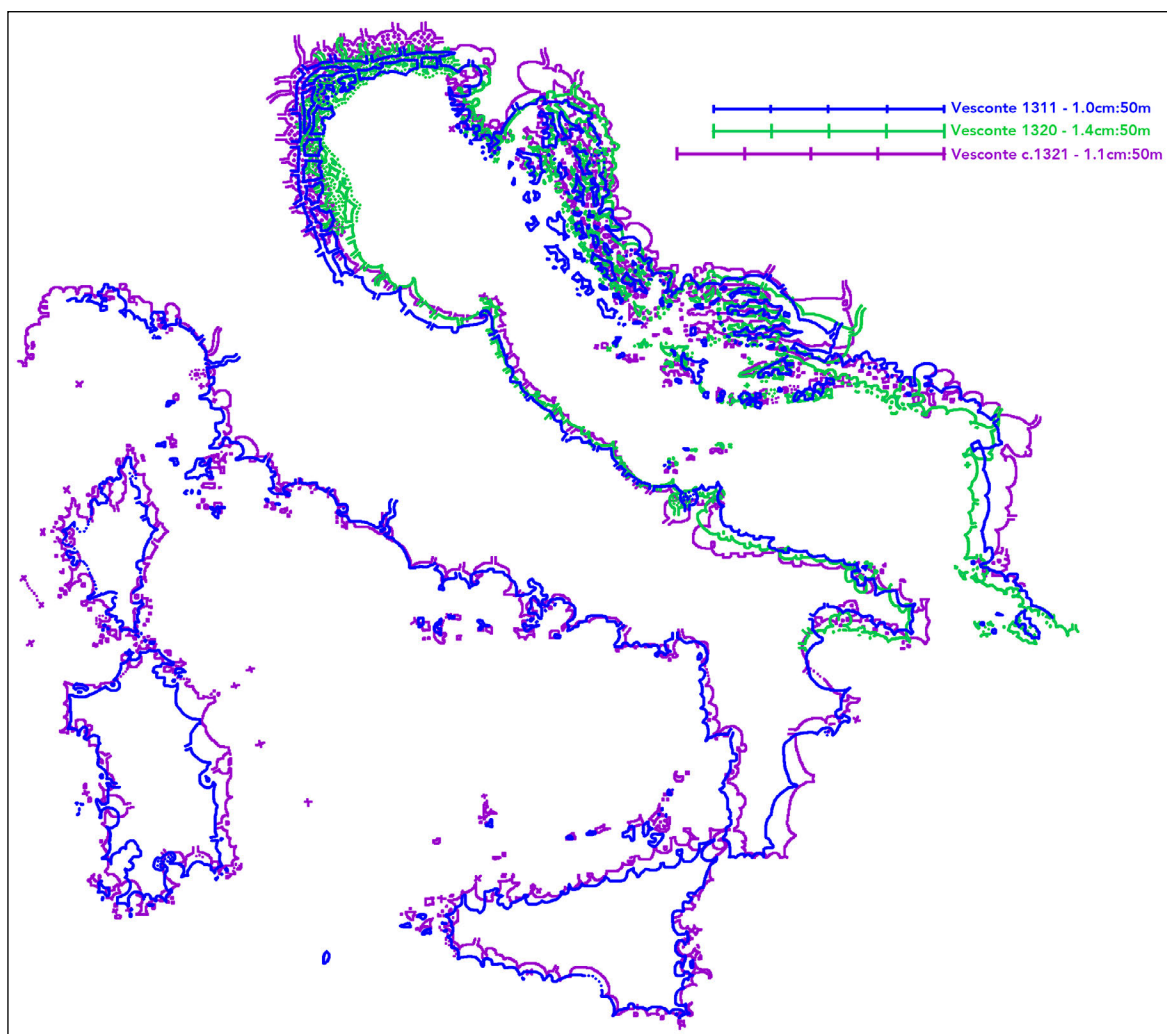 Vesconte 1311 - 1.0cm:50m
Vesconte 1320 - 1.4cm:50m
Vesconte c.1321 - 1.1cm:50m